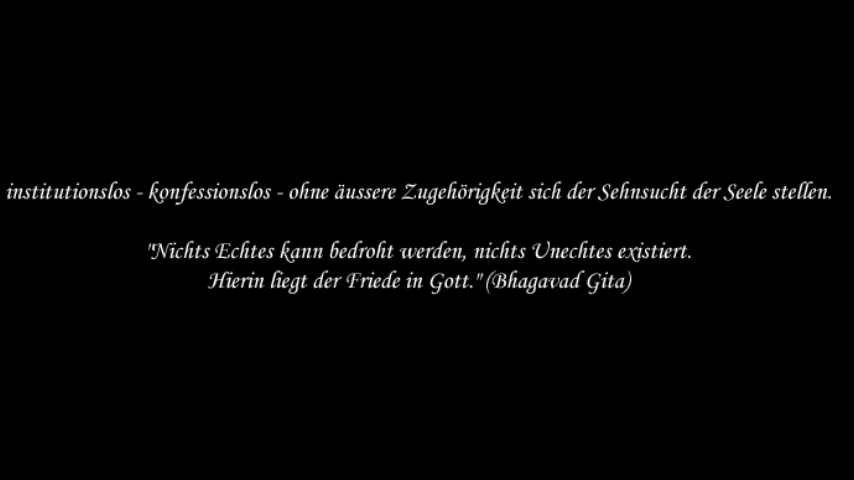 institutionslos - konfessionslos - ohne äussere Zugehörigkeit sich der Sehnsucht der Seele stellen.
"Nichts Echtes kann bedroht werden, nichts Unechtes existiert.
Hierin liegt der Friede in Gott." (Bhagavad Gita)